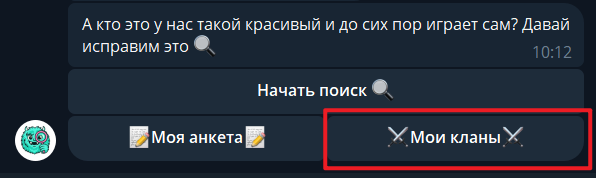 А кто это у нас такой красивый и до сих пор играет сам? Давай
исправим это 🔍
10:12
Начать поиск 🔍
📝Моя анкета📝
⚔️Мои кланы⚔️